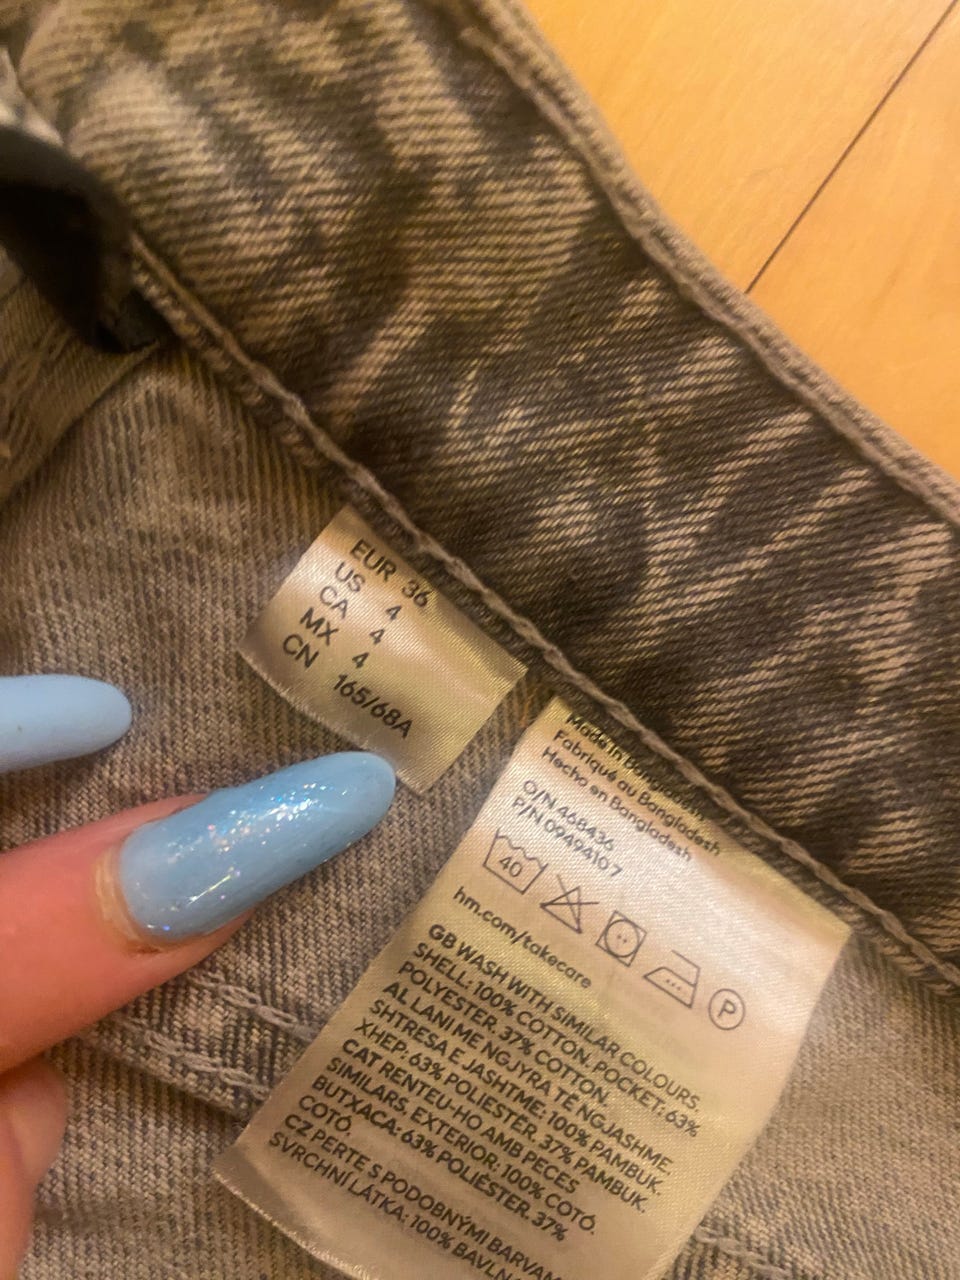 EUR 36
US 4
CA 4
MX 4
CN 165/68A
Made in Bangladesh
Fabriqué au Bangladesh
Hecho en Bangladesh
O/N 468436
P/N 09494107
40
P
hm.com/takecare
GB WASH WITH SIMILAR COLOURS.
SHELL: 100% COTTON. POCKET: 63%
POLYESTER. 37% COTTON.
AL LANI ME NGJYRA TË NGJASHME.
SHTRESA E JASHTME: 100% PAMBUK.
XHEP: 63% POLIESTER. 37% PAMBUK.
CAT RENTEU-HO AMB PECES
SIMILARS, EXTERIOR: 100% COTÓ.
BUTXACA: 63% POLIÉSTER. 37%
COTÓ.
CZ PERTE S PODOBNÝMI BARVAMI
SVRCHNÍ LÁTKA: 100% BAVLN